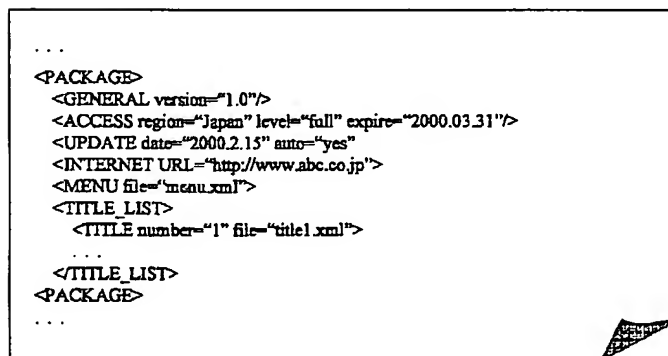 ...
<PACKAGE>
<GENERAL version="1.0"/>
<ACCESS region="Japan" level="full" expire="2000.03.31"/>
<UPDATE date="2000.2.15" auto="yes"
<INTERNET URL="http://www.abc.co.jp">
<MENU file="menu.xml">
<TITLE_LIST>
<TITLE number="1" file="title1.xml">
...
</TITLE_LIST>
<PACKAGE>
...